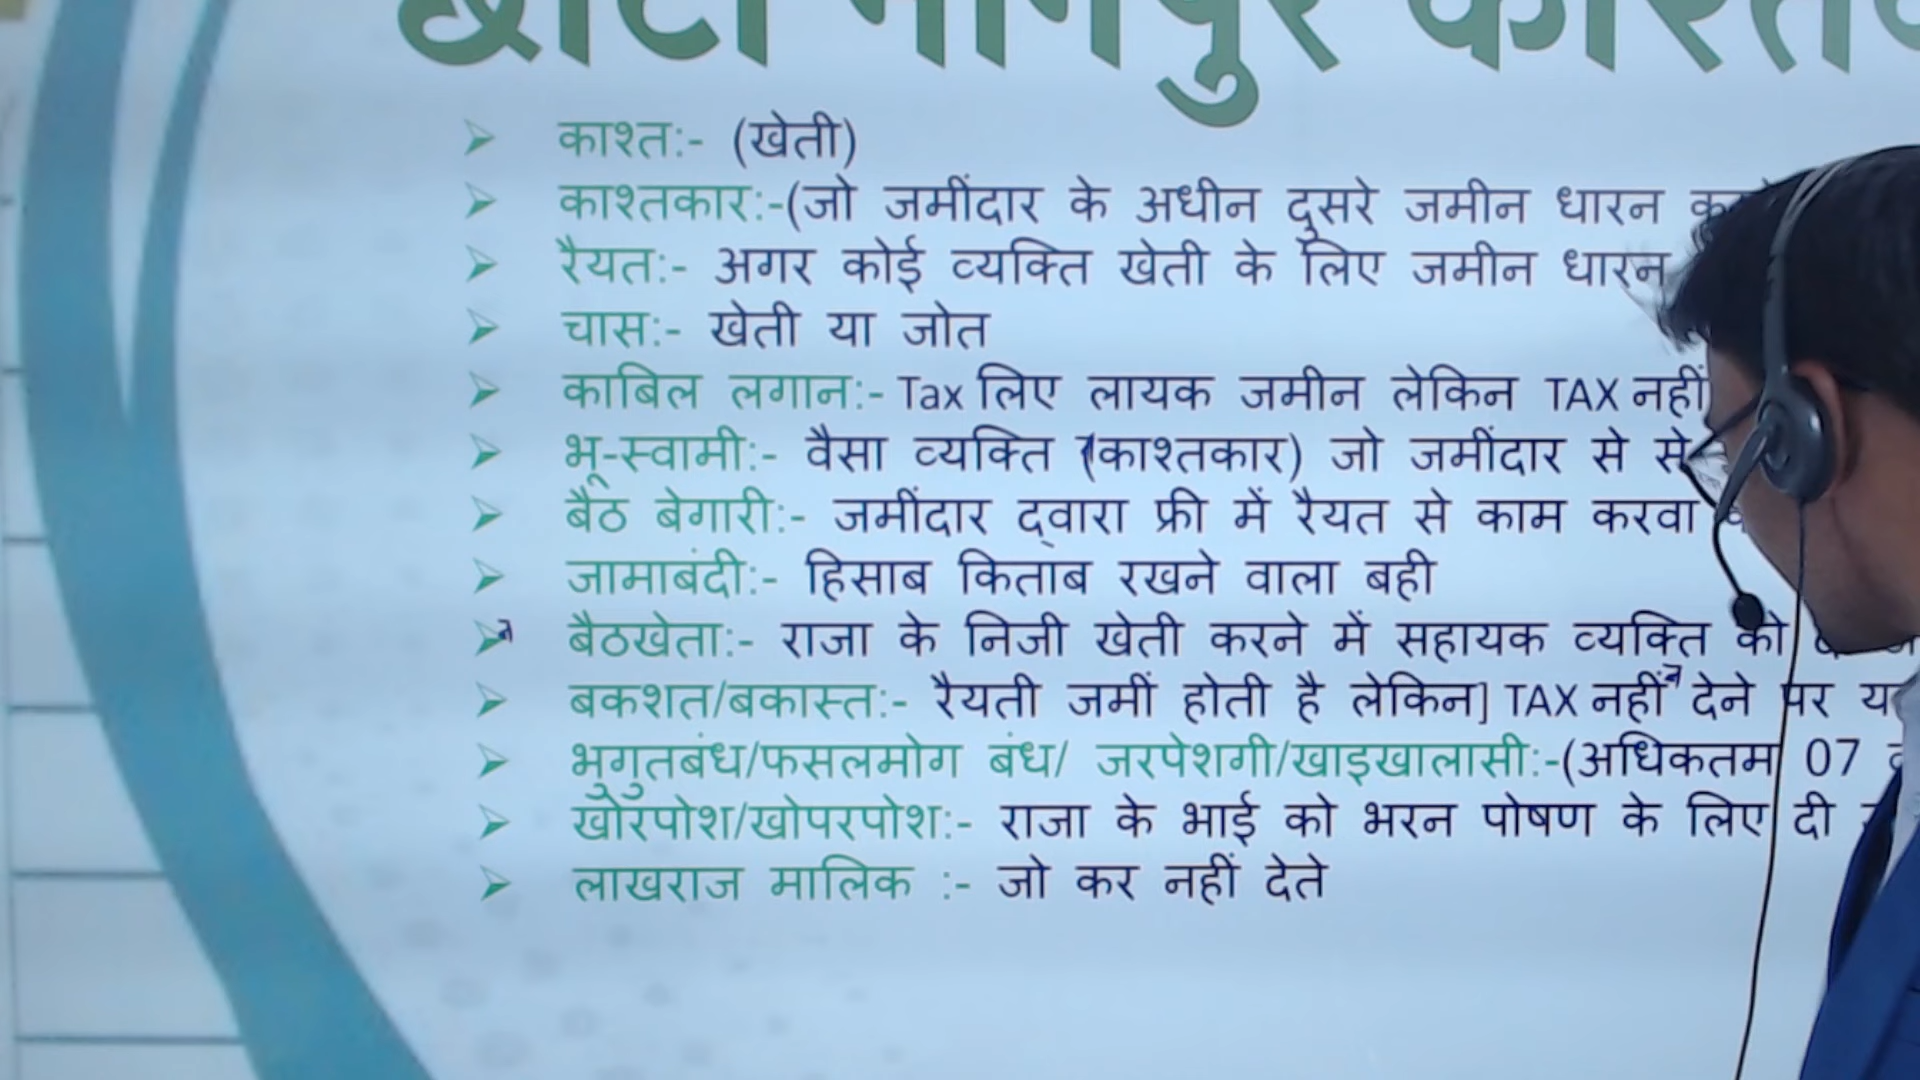 छोटा नागपुर
काश्त:- (खेती)
काश्तकार:-(जो जमींदार के अधीन दुसरे जमीन धारन
रैयत:- अगर कोई व्यक्ति खेती के लिए जमीन धारन
चास:- खेती या जोत
काबिल लगान:- Tax लिए लायक जमीन लेकिन TAX नहीं
भू-स्वामी:- वैसा व्यक्ति (काश्तकार) जो जमींदार से
बैठ बेगारी:- जमींदार द्वारा फ्री में रैयत से काम करवा
जामाबंदी:- हिसाब किताब रखने वाला बही
बैठखेता:- राजा के निजी खेती करने में सहायक व्यक्ति को
बकशत/बकास्त:- रैयती जमीं होती है लेकिन] TAX नहीं देने पर
भुगुतबंध/फसलमोग बंध/ जरपेशगी/खाइखालासी:-(अधिकतम 07
खोरपोश/खोपरपोश:- राजा के भाई को भरन पोषण के लिए दी
लाखराज मालिक :- जो कर नहीं देते